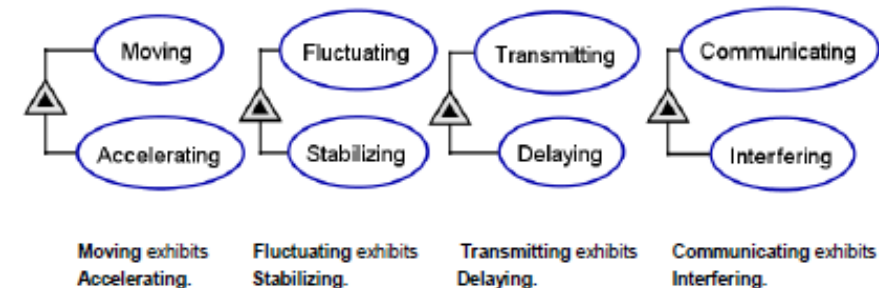 Moving
Fluctuating
Transmitting
Communicating
Accelerating
Stabilizing
Delaying
Interfering
Moving exhibits
Accelerating.
Fluctuating exhibits
Stabilizing.
Transmitting exhibits
Delaying.
Communicating exhibits
Interfering.